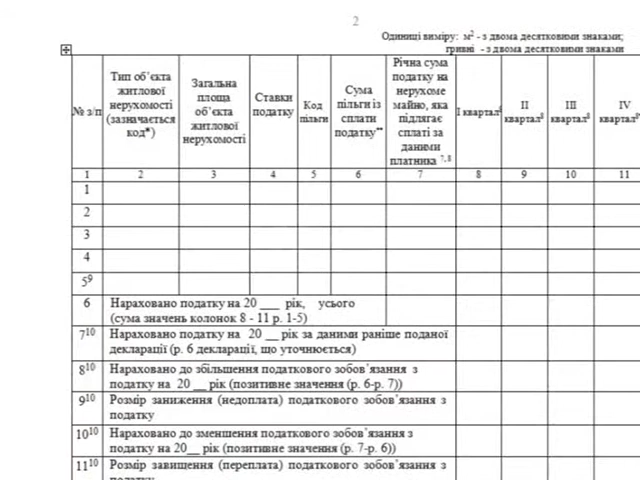 2
Одиниці виміру: м² - з двома десятковими знаками;
гривні - з двома десятковими знаками
№ з/п
Тип об’єкта
житлової
нерухомості
(зазначається
код*)
Загальна
площа
об’єкта
житлової
нерухомості
Ставки
податку
Код
пільги
Сума
пільги із
сплати
податку**
Річна сума
податку на
нерухоме
майно, яка
підлягає
сплаті за
даними
платника 7, 8
І квартал⁸
ІІ
квартал⁸
ІІІ
квартал⁸
IV
квартал⁸
1 2 3 4 5 6 7 8 9 10 11
1
2
3
4
5⁹
6 Нараховано податку на 20 ___ рік, усього
(сума значень колонок 8 - 11 р. 1-5)
7¹⁰ Нараховано податку на 20 __ рік за даними раніше поданої
декларації (р. 6 декларації, що уточнюється)
8¹⁰ Нараховано до збільшення податкового зобов’язання з
податку на 20 __ рік (позитивне значення (р. 6-р. 7))
9¹⁰ Розмір заниження (недоплата) податкового зобов’язання з
податку
10¹⁰ Нараховано до зменшення податкового зобов’язання з
податку на 20__ рік (позитивне значення (р. 7-р. 6))
11¹⁰ Розмір завищення (переплата) податкового зобов’язання з